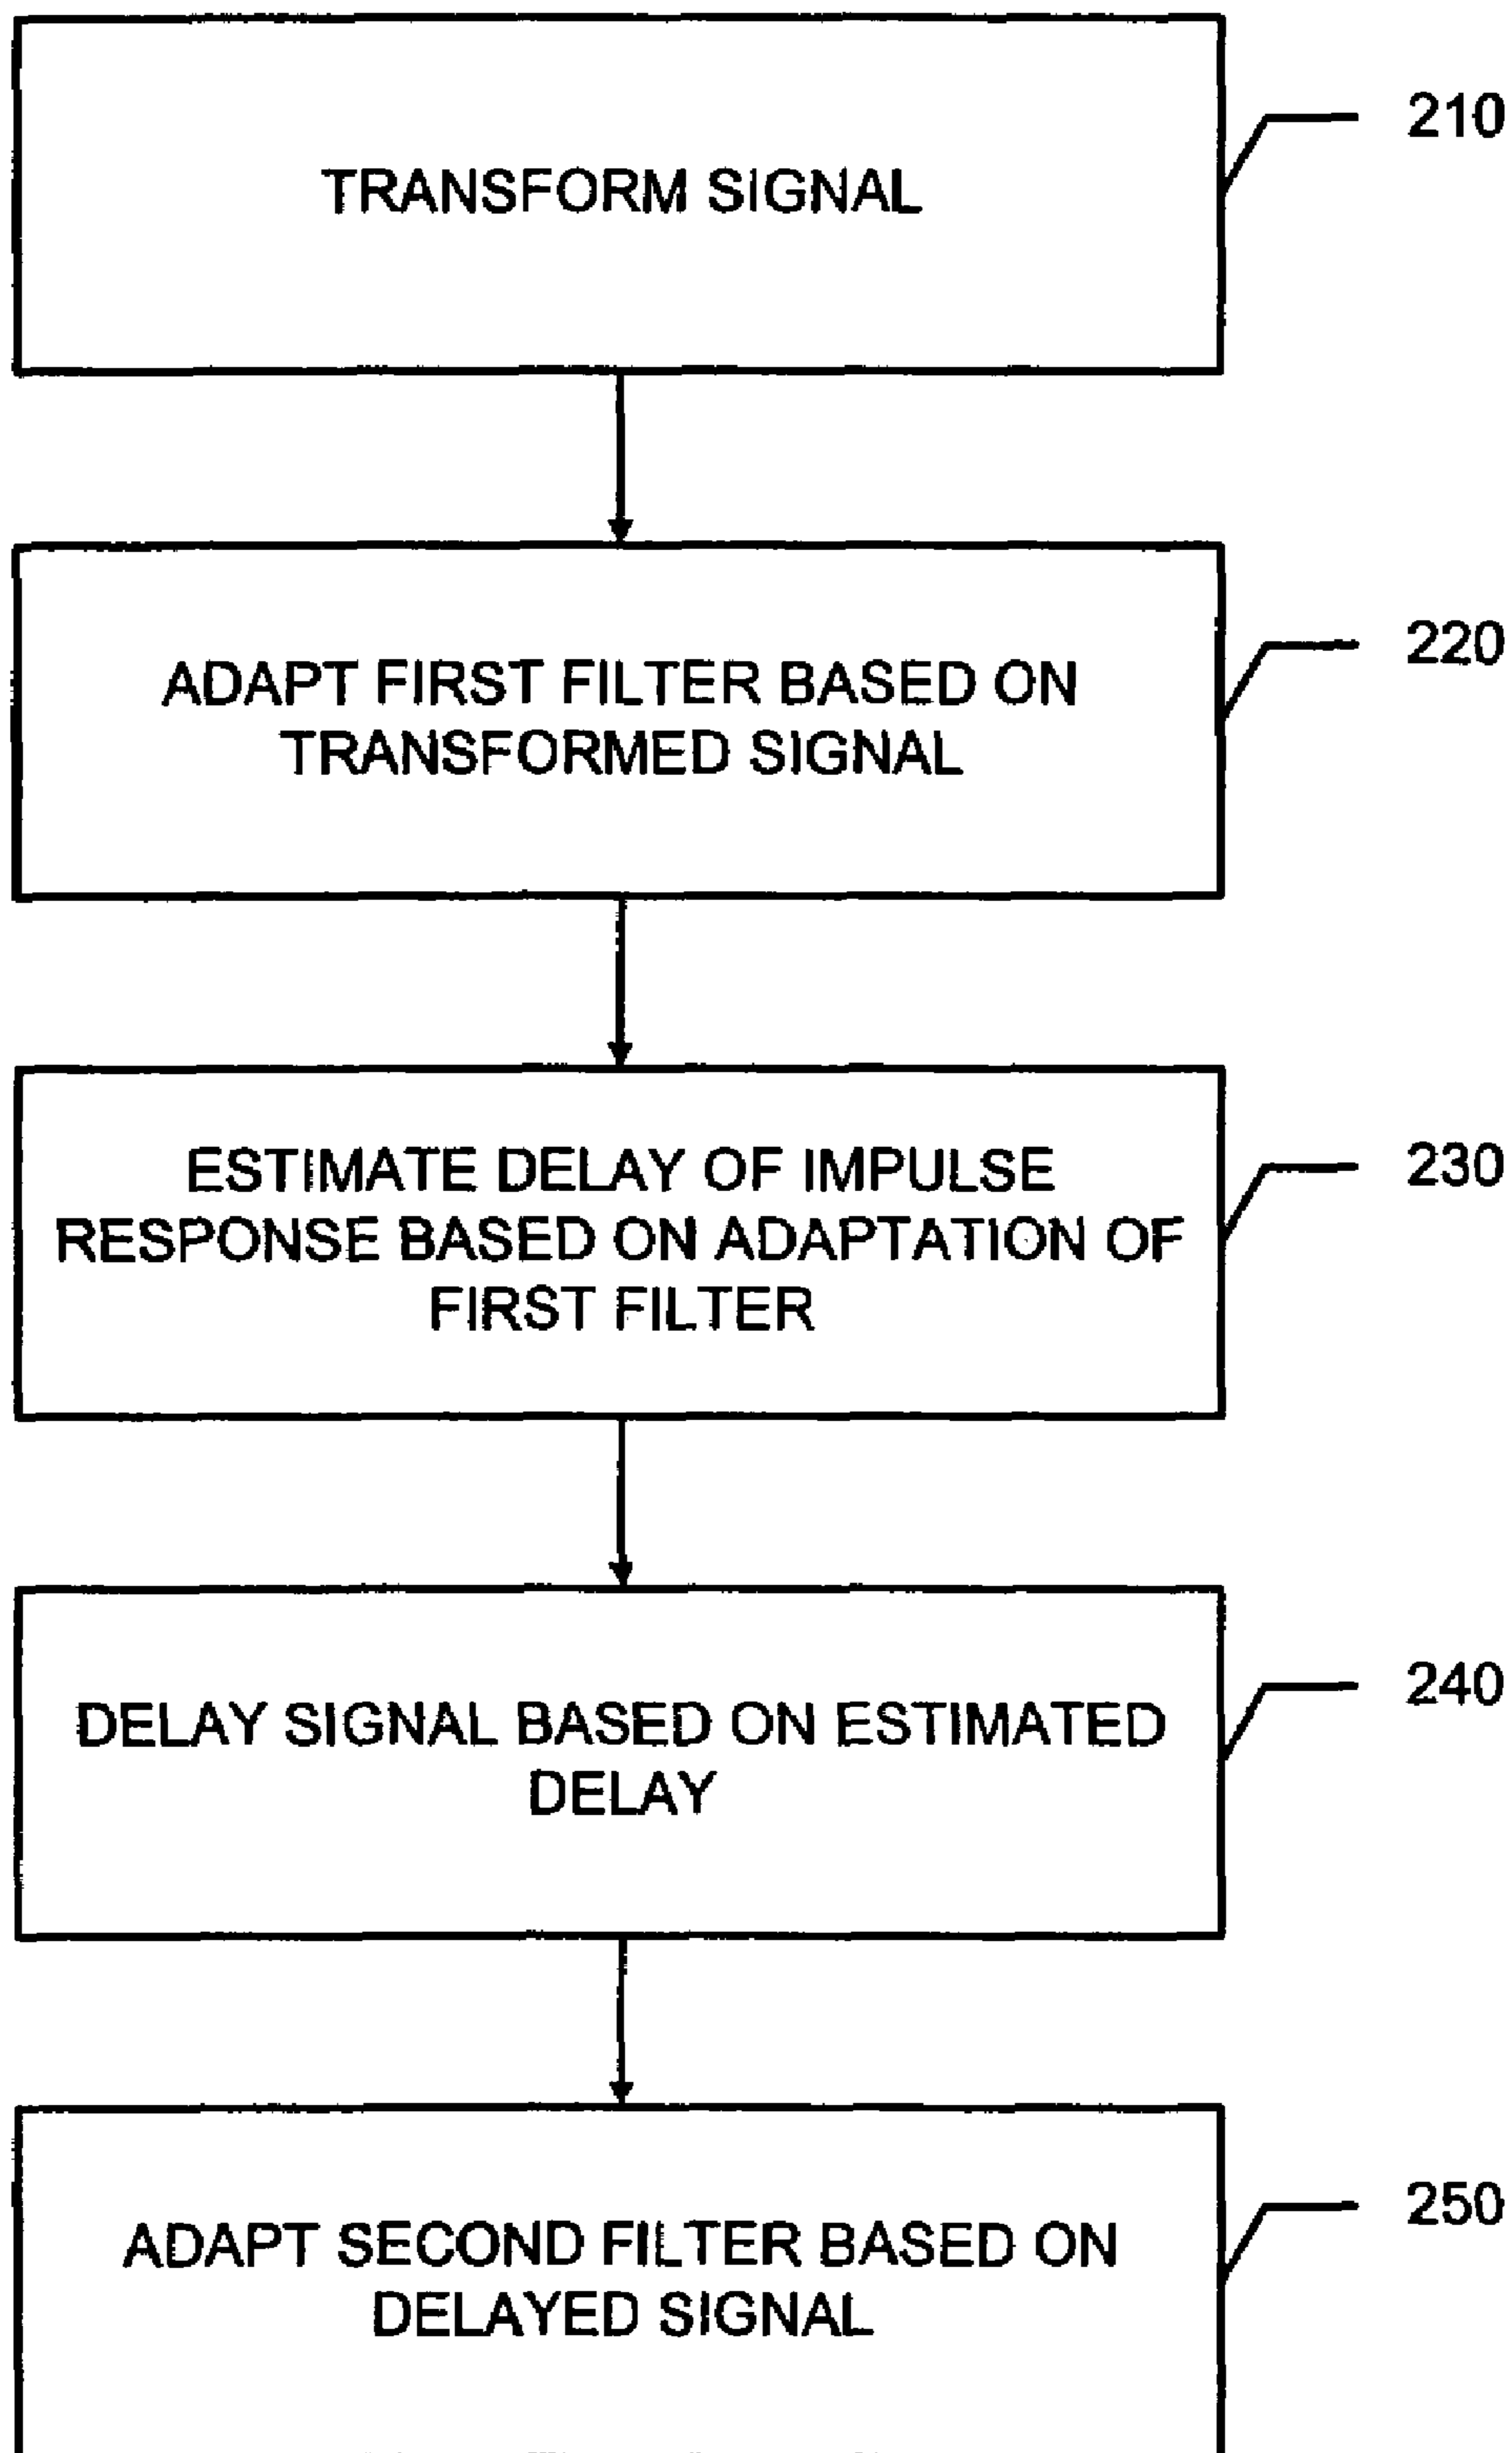 TRANSFORM SIGNAL
210
ADAPT FIRST FILTER BASED ON
TRANSFORMED SIGNAL
220
ESTIMATE DELAY OF IMPULSE
RESPONSE BASED ON ADAPTATION OF
FIRST FILTER
230
DELAY SIGNAL BASED ON ESTIMATED
DELAY
240
ADAPT SECOND FILTER BASED ON
DELAYED SIGNAL
250